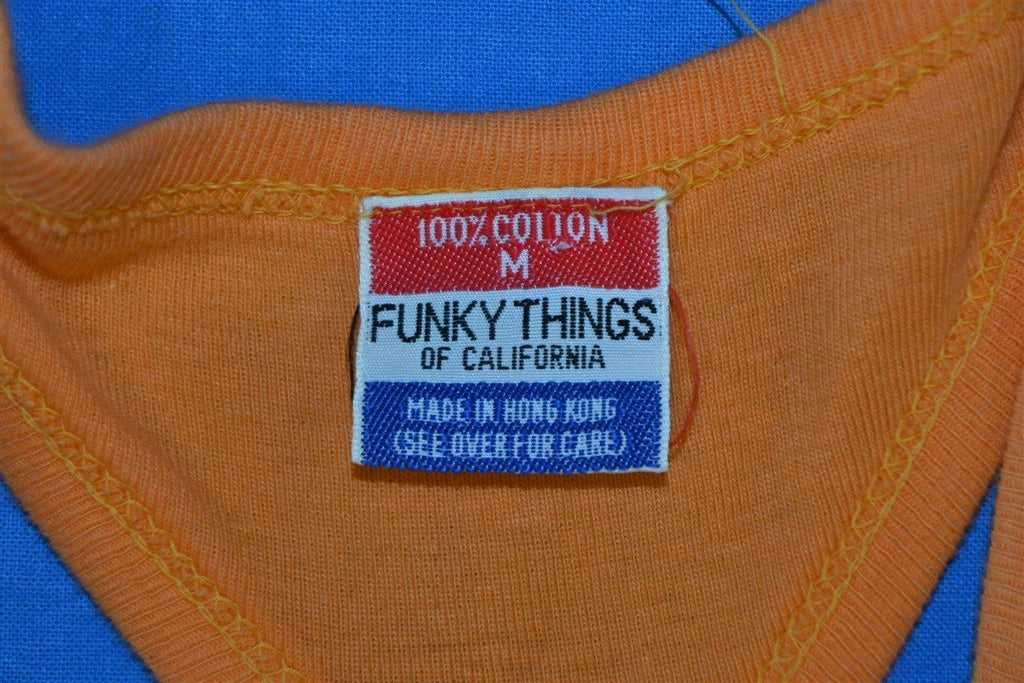 100% COTTON
M
FUNKY THINGS
OF CALIFORNIA
MADE IN HONG KONG
(SEE OVER FOR CARE)